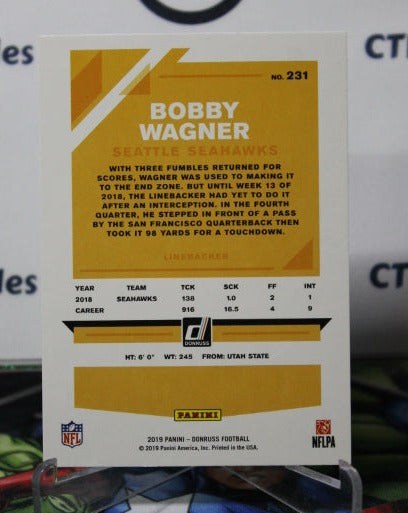 CT
CT
les
NO. 231
BOBBY
WAGNER
SEATTLE SEAHAWKS
WITH THREE FUMBLES RETURNED FOR
SCORES, WAGNER WAS USED TO MAKING IT
TO THE END ZONE. BUT UNTIL WEEK 13 OF
2018, THE LINEBACKER HAD YET TO DO IT
AFTER AN INTERCEPTION. IN THE FOURTH
QUARTER, HE STEPPED IN FRONT OF A PASS
BY THE SAN FRANCISCO QUARTERBACK THEN
TOOK IT 98 YARDS FOR A TOUCHDOWN.
LINEBACKER
YEAR TEAM TCK SCK FF INT
2018 SEAHAWKS 138 1.0 2 1
CAREER 916 16.5 4 9
DONRUSS
HT: 6' 0" WT: 245 FROM: UTAH STATE
PANINI
NFL
NFLPA
2019 PANINI – DONRUSS FOOTBALL
© 2019 Panini America, Inc. Printed in the USA.